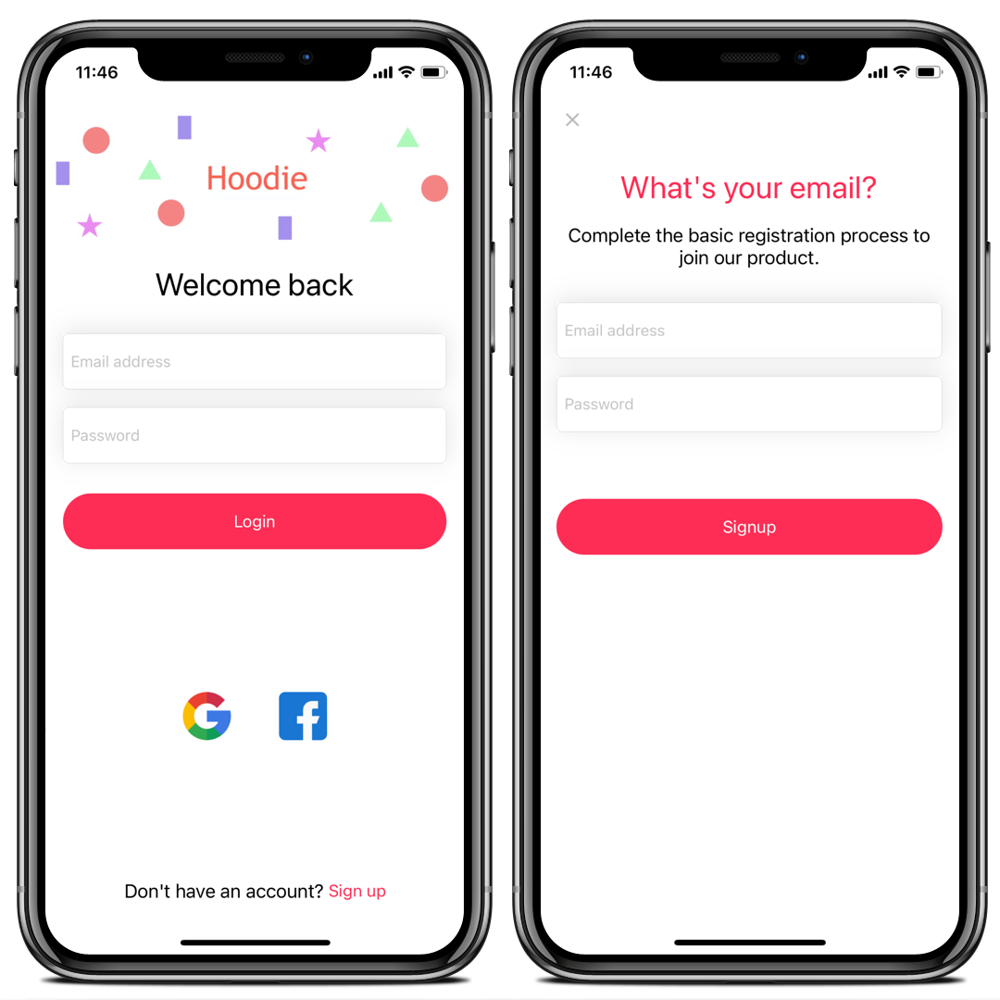 11:46
Hoodie
Welcome back
Email address
Password
Login
Don't have an account? Sign up
11:46
What's your email?
Complete the basic registration process to
join our product.
Email address
Password
Signup